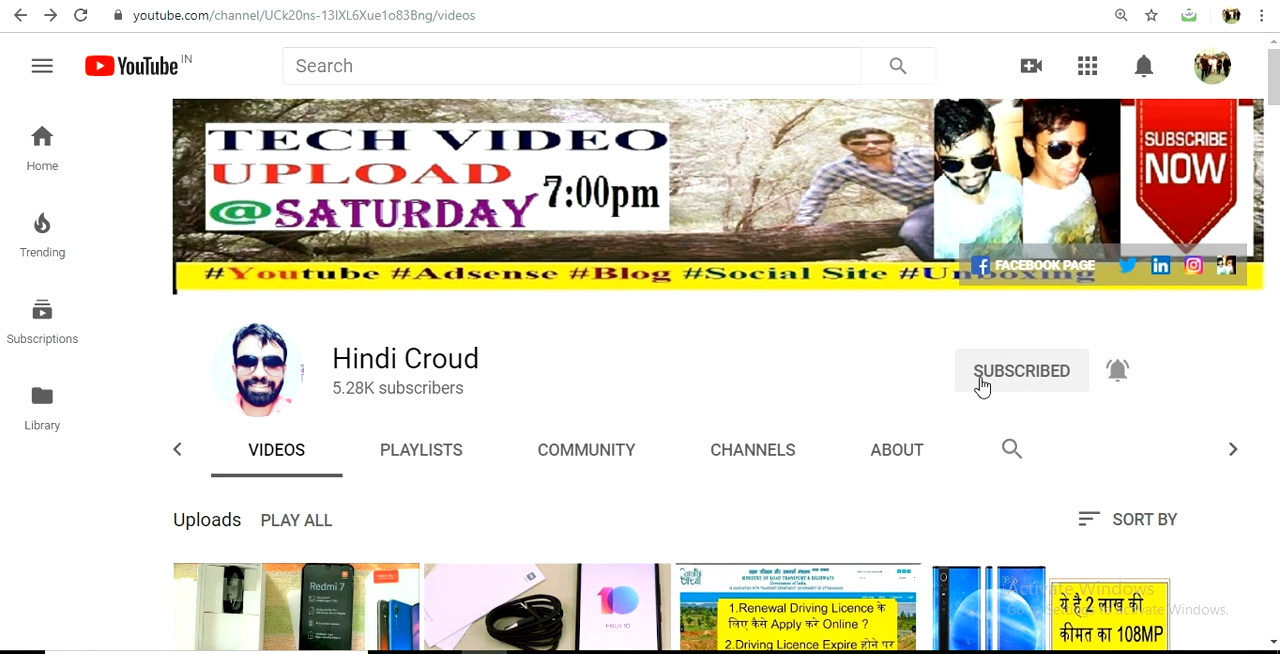 youtube.com/channel/UCk20ns-13IXL6Xue1o83Bng/videos
YouTube IN
Search
Home
Trending
Subscriptions
Library
TECH VIDEO
UPLOAD
@SATURDAY 7:00pm
SUBSCRIBE
NOW
#Youtube #Adsense #Blog #Social Site #Unboxing
FACEBOOK PAGE
Hindi Croud
5.28K subscribers
SUBSCRIBED
VIDEOS PLAYLISTS COMMUNITY CHANNELS ABOUT
Uploads PLAY ALL
SORT BY
Redmi 7
MIUI 10
MINISTRY OF ROAD TRANSPORT & HIGHWAYS
1.Renewal Driving Licence के
लिए कैसे Apply करे Online ?
2.Driving Licence Expire होने पर
ये है 2 लाख की
कीमत का 108MP
Activate Windows